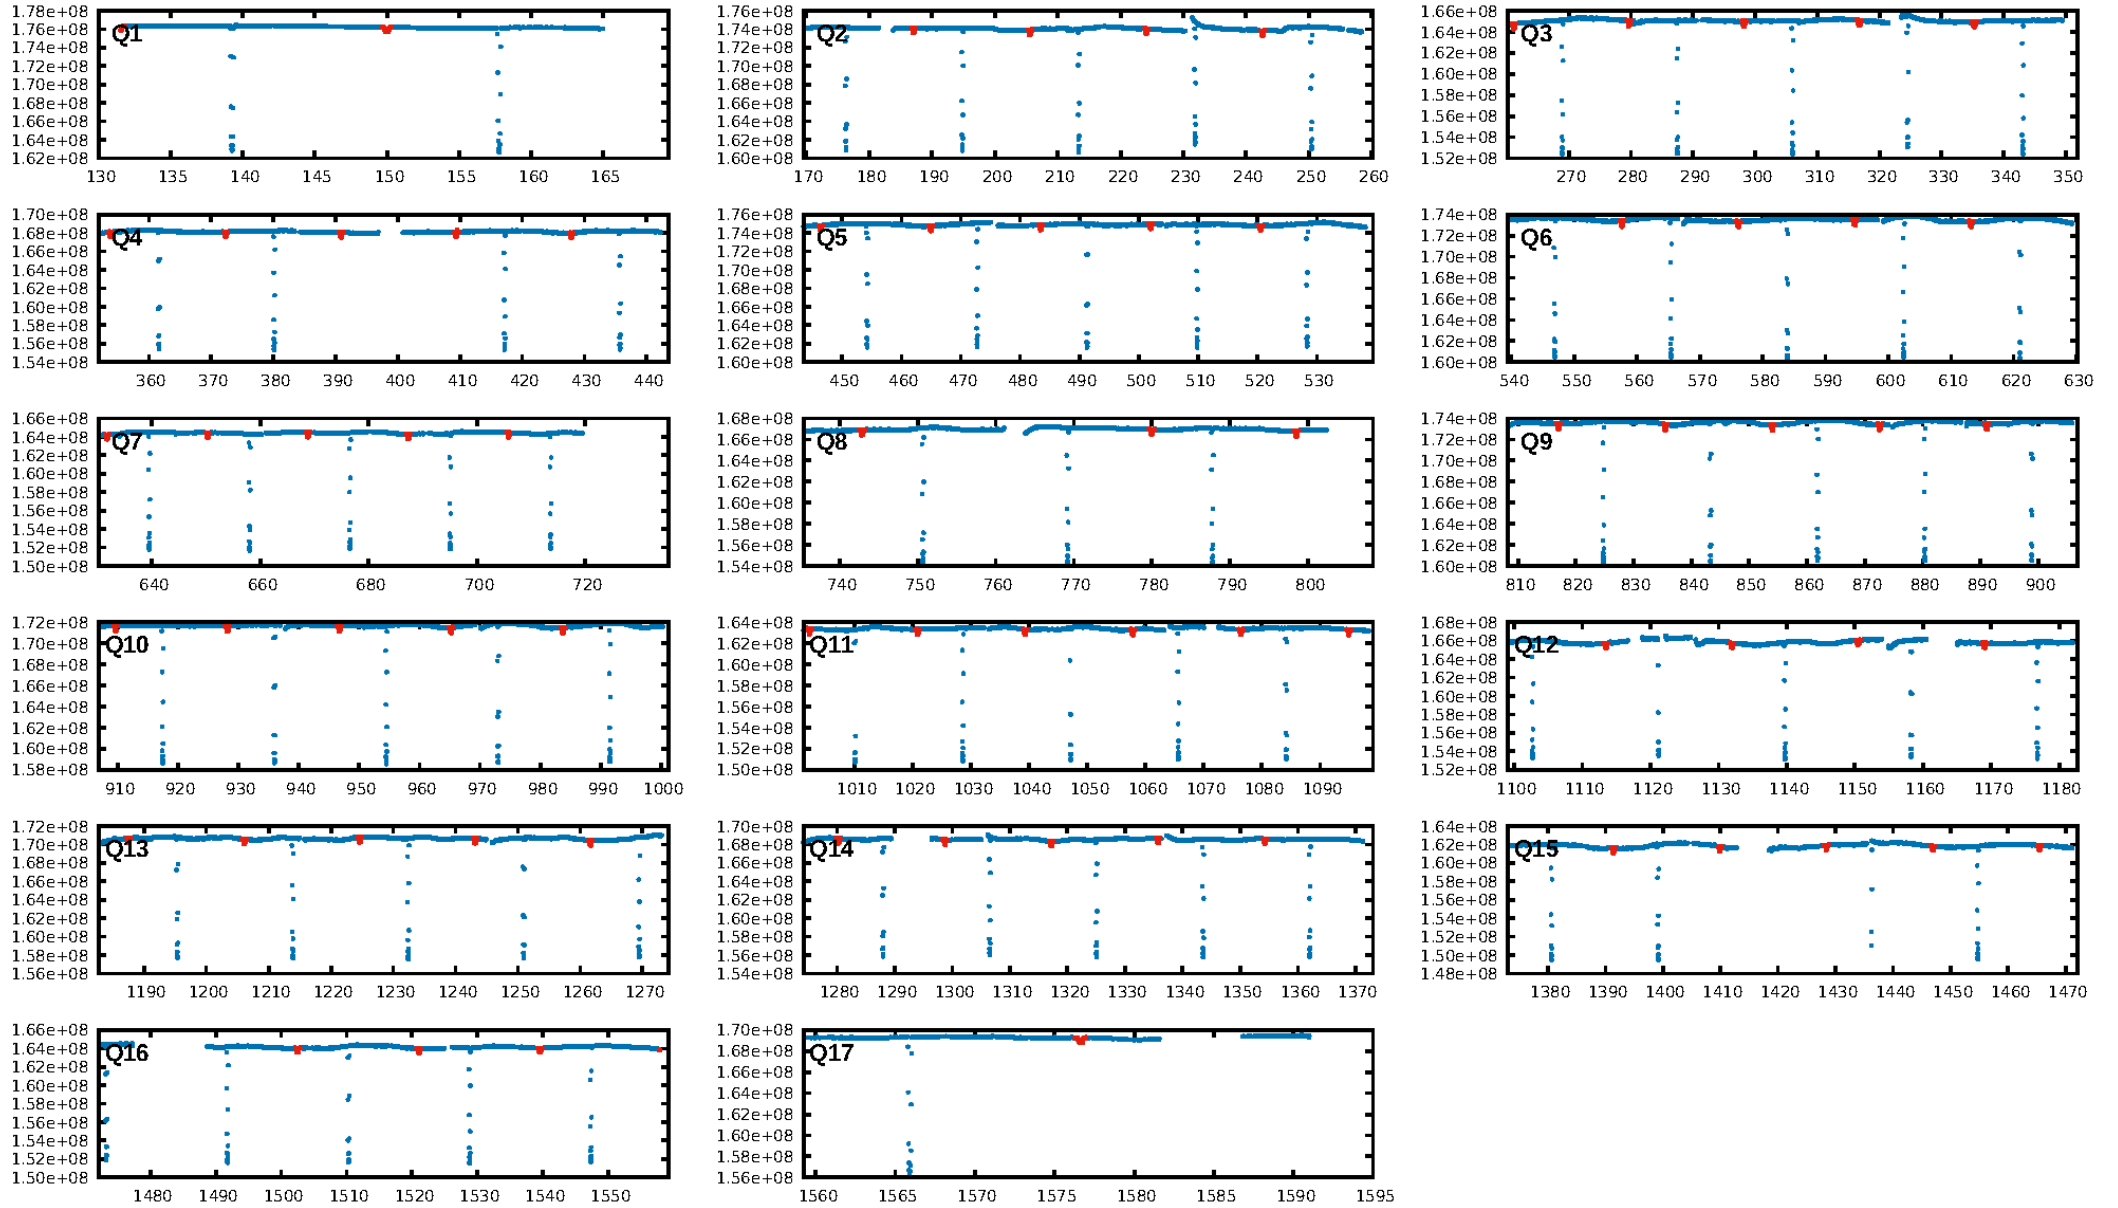 1.78e+08
1.76e+08
1.74e+08
1.72e+08
1.70e+08
1.68e+08
1.66e+08
1.64e+08
1.62e+08
Q1
130 135 140 145 150 155 160 165
1.76e+08
1.74e+08
1.72e+08
1.70e+08
1.68e+08
1.66e+08
1.64e+08
1.62e+08
1.60e+08
Q2
170 180 190 200 210 220 230 240 250 260
1.66e+08
1.64e+08
1.62e+08
1.60e+08
1.58e+08
1.56e+08
1.54e+08
1.52e+08
Q3
270 280 290 300 310 320 330 340 350
1.70e+08
1.68e+08
1.66e+08
1.64e+08
1.62e+08
1.60e+08
1.58e+08
1.56e+08
1.54e+08
Q4
360 370 380 390 400 410 420 430 440
1.76e+08
1.74e+08
1.72e+08
1.70e+08
1.68e+08
1.66e+08
1.64e+08
1.62e+08
1.60e+08
Q5
450 460 470 480 490 500 510 520 530
1.74e+08
1.72e+08
1.70e+08
1.68e+08
1.66e+08
1.64e+08
1.62e+08
1.60e+08
Q6
540 550 560 570 580 590 600 610 620 630
1.66e+08
1.64e+08
1.62e+08
1.60e+08
1.58e+08
1.56e+08
1.54e+08
1.52e+08
1.50e+08
Q7
640 660 680 700 720
1.68e+08
1.66e+08
1.64e+08
1.62e+08
1.60e+08
1.58e+08
1.56e+08
1.54e+08
Q8
740 750 760 770 780 790 800
1.74e+08
1.72e+08
1.70e+08
1.68e+08
1.66e+08
1.64e+08
1.62e+08
1.60e+08
Q9
810 820 830 840 850 860 870 880 890 900
1.72e+08
1.70e+08
1.68e+08
1.66e+08
1.64e+08
1.62e+08
1.60e+08
1.58e+08
Q10
910 920 930 940 950 960 970 980 990 1000
1.64e+08
1.62e+08
1.60e+08
1.58e+08
1.56e+08
1.54e+08
1.52e+08
1.50e+08
Q11
1010 1020 1030 1040 1050 1060 1070 1080 1090
1.68e+08
1.66e+08
1.64e+08
1.62e+08
1.60e+08
1.58e+08
1.56e+08
1.54e+08
1.52e+08
Q12
1100 1110 1120 1130 1140 1150 1160 1170 1180
1.72e+08
1.70e+08
1.68e+08
1.66e+08
1.64e+08
1.62e+08
1.60e+08
1.58e+08
1.56e+08
Q13
1190 1200 1210 1220 1230 1240 1250 1260 1270
1.70e+08
1.68e+08
1.66e+08
1.64e+08
1.62e+08
1.60e+08
1.58e+08
1.56e+08
1.54e+08
Q14
1280 1290 1300 1310 1320 1330 1340 1350 1360 1370
1.64e+08
1.62e+08
1.60e+08
1.58e+08
1.56e+08
1.54e+08
1.52e+08
1.50e+08
1.48e+08
Q15
1380 1390 1400 1410 1420 1430 1440 1450 1460 1470
1.66e+08
1.64e+08
1.62e+08
1.60e+08
1.58e+08
1.56e+08
1.54e+08
1.52e+08
1.50e+08
Q16
1480 1490 1500 1510 1520 1530 1540 1550
1.70e+08
1.68e+08
1.66e+08
1.64e+08
1.62e+08
1.60e+08
1.58e+08
1.56e+08
Q17
1560 1565 1570 1575 1580 1585 1590 1595